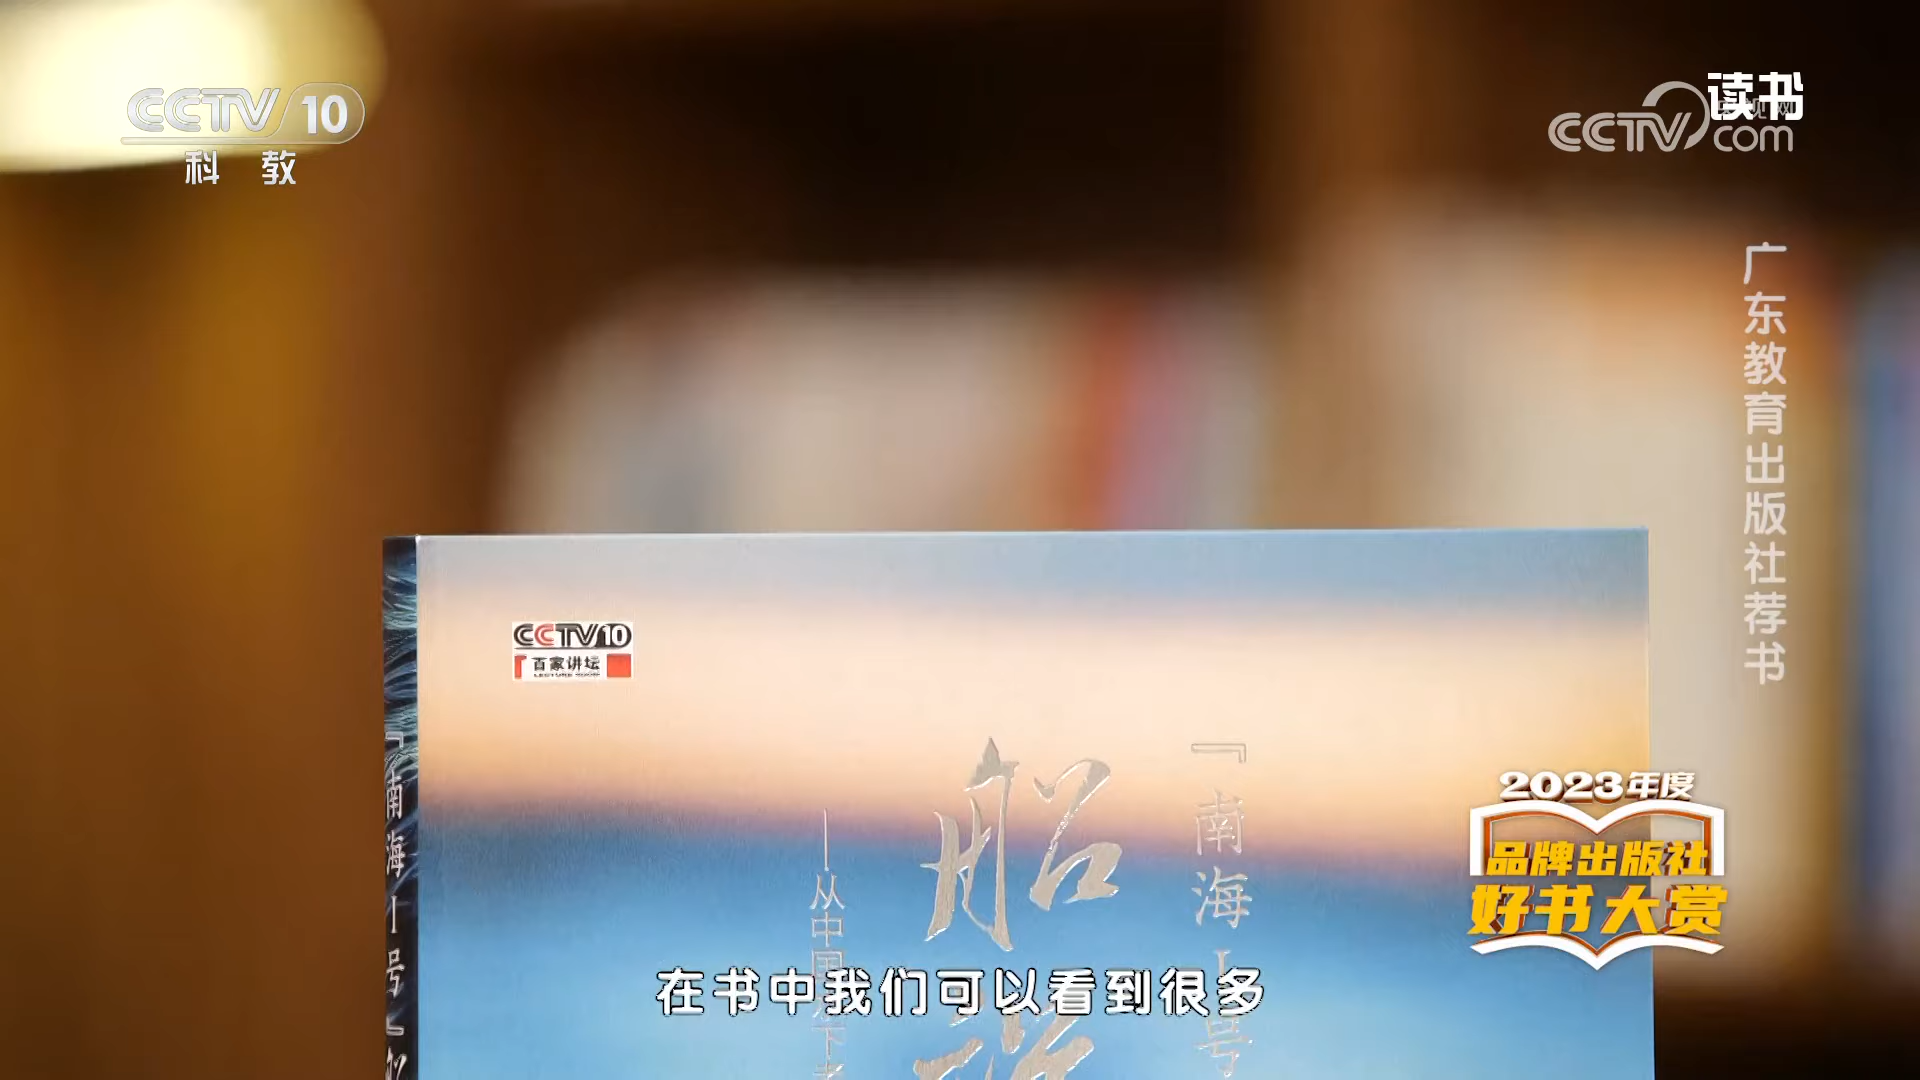 CCTV 10
科 教
读书
CCTV com
广东教育出版社荐书
CCTV10
百家讲坛
「南海Ⅰ号
船
——从中国
「南海Ⅰ号」
2023年度
品牌出版社
好书大赏
在书中我们可以看到很多